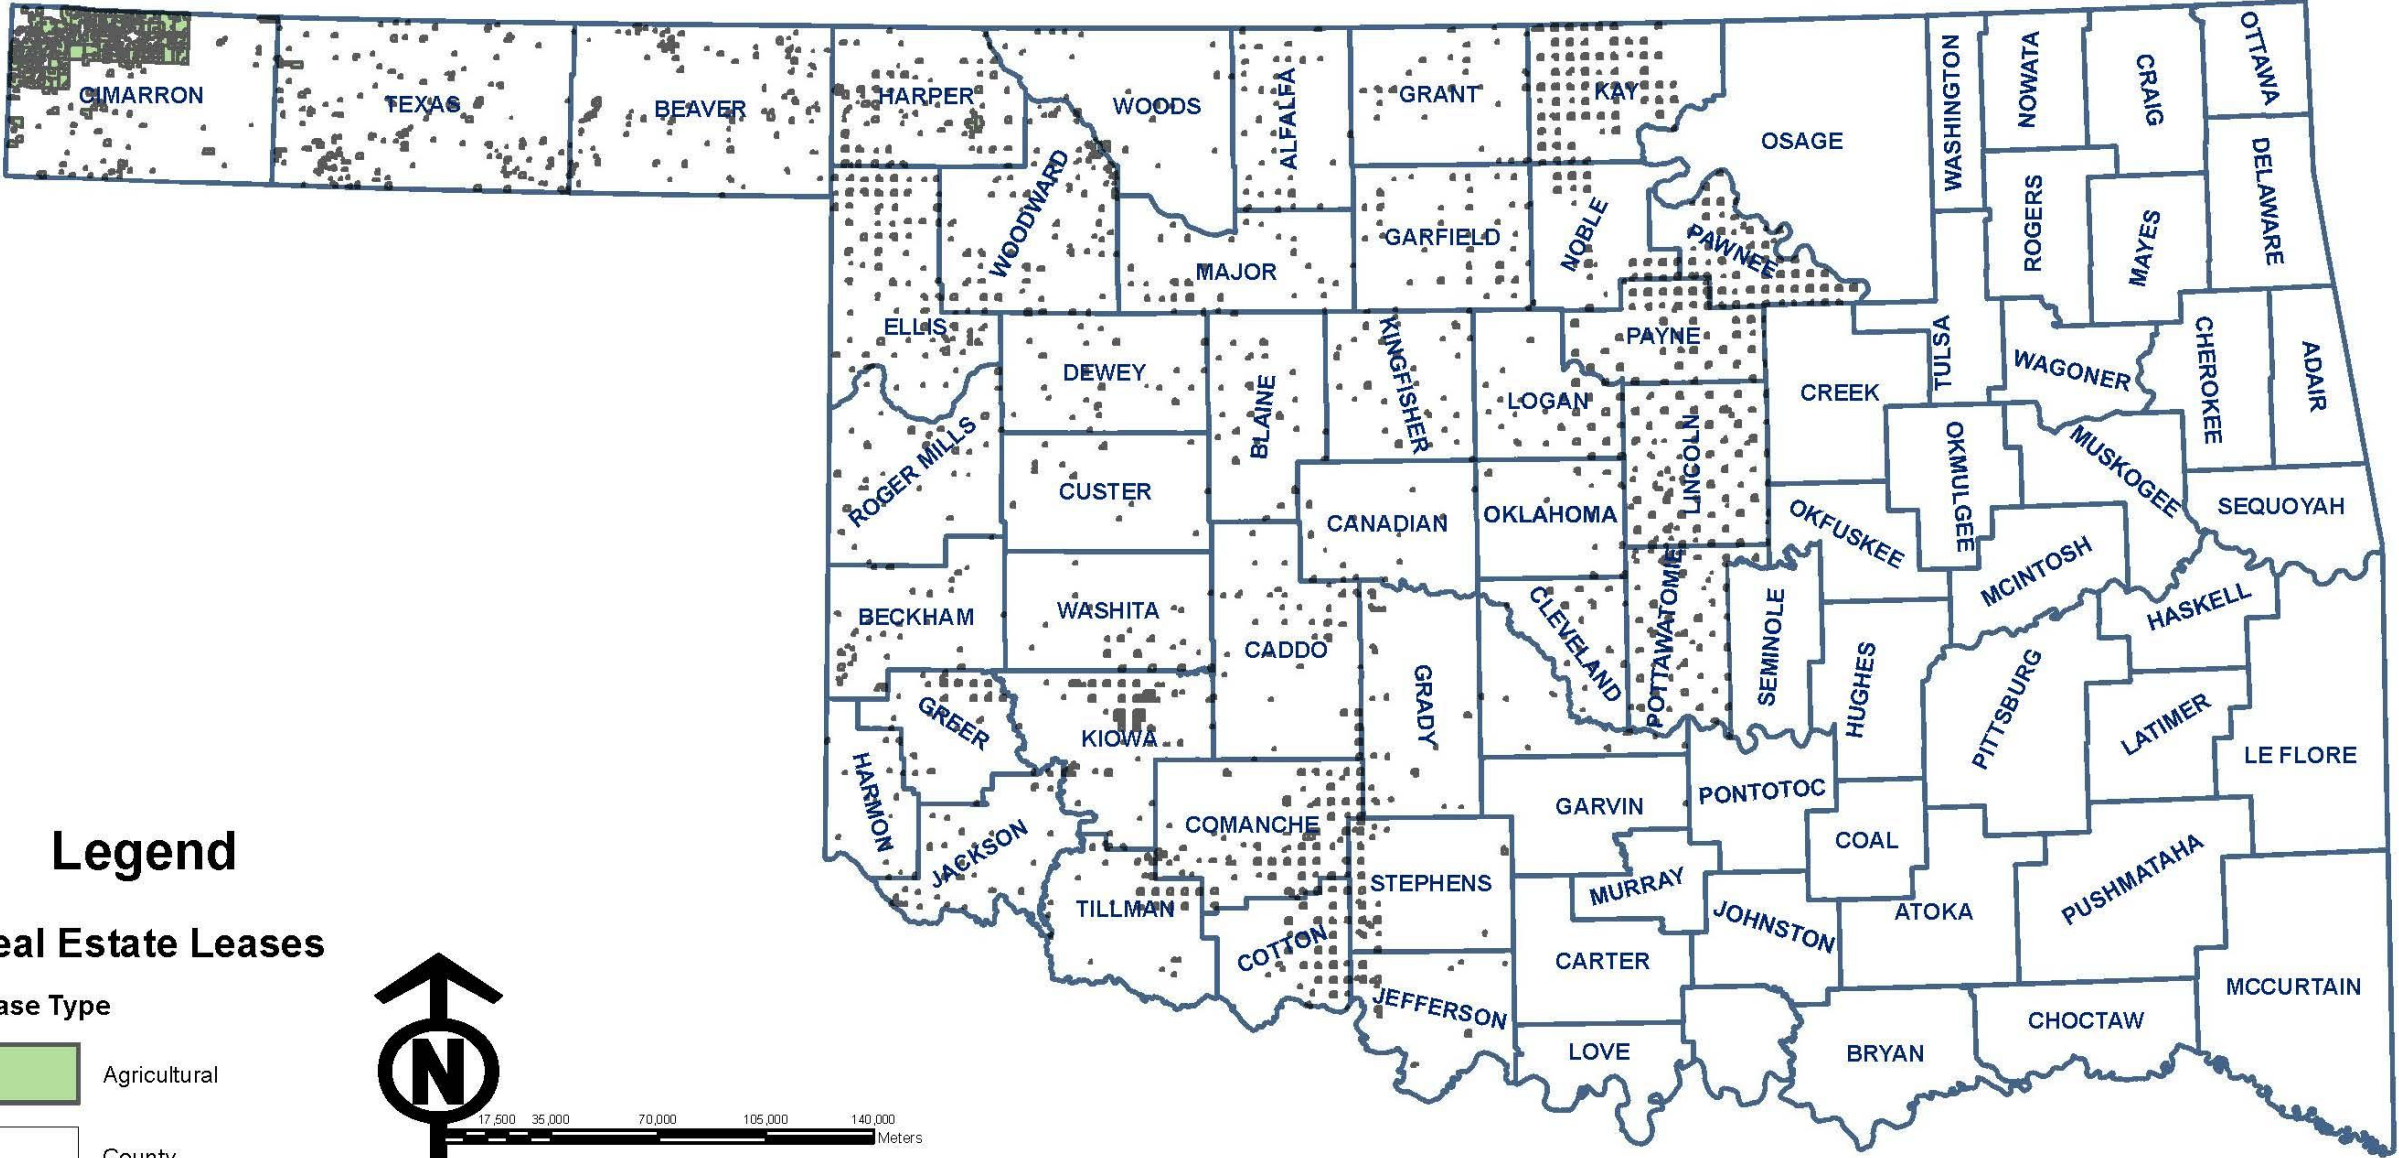 CIMARRON
TEXAS
BEAVER
HARPER
WOODS
ALFALFA
GRANT
KAY
OSAGE
WASHINGTON
NOWATA
CRAIG
OTTAWA
DELAWARE
WOODWARD
MAJOR
GARFIELD
NOBLE
PAWNEE
ROGERS
MAYES
ELLIS
DEWEY
BLAINE
KINGFISHER
LOGAN
PAYNE
CREEK
TULSA
WAGONER
CHEROKEE
ADAIR
ROGER MILLS
CUSTER
CANADIAN
OKLAHOMA
LINCOLN
OKFUSKEE
OKMULGEE
MUSKOGEE
SEQUOYAH
BECKHAM
WASHITA
CADDO
GRADY
CLEVELAND
POTTAWATOMIE
SEMINOLE
HUGHES
MCINTOSH
HASKELL
PITTSBURG
LATIMER
LE FLORE
GREER
KIOWA
HARMON
JACKSON
COMANCHE
GARVIN
PONTOTOC
COAL
TILLMAN
COTTON
STEPHENS
MURRAY
JOHNSTON
ATOKA
PUSHMATAHA
JEFFERSON
CARTER
LOVE
BRYAN
CHOCTAW
MCCURTAIN
Legend
eal Estate Leases
ase Type
Agricultural
County
N
17,500 35,000 70,000 105,000 140,000
Meters